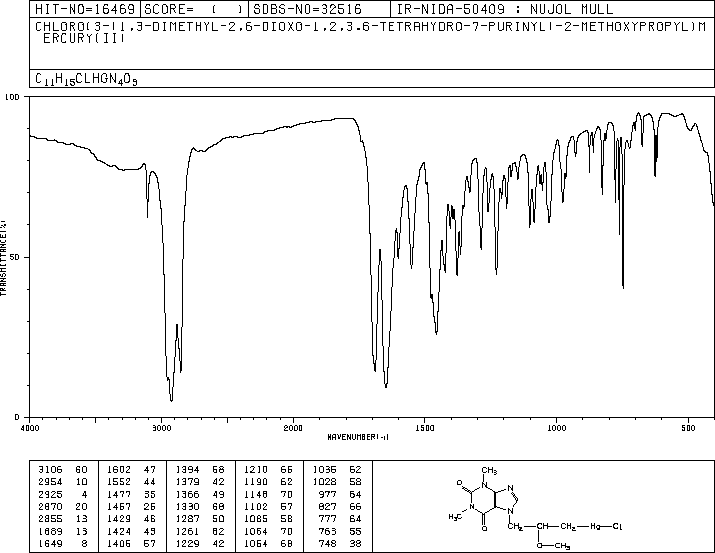 HIT-NO=16469 SCORE= ( ) SDBS-NO=32516 IR-NIDA-50409 : NUJOL MULL
CHLORO(3-(1,3-DIMETHYL-2,6-DIOXO-1,2,3,6-TETRAHYDRO-7-PURINYL)-2-METHOXYPROPYL)M
ERCURY(II)
C11H15CLHGN4O3
100
50
0
TRANSMITTANCE(%)
4000 3000 2000 1500 1000 500
WAVENUMBER(-1)
3106 60 1602 47 1394 58 1210 66 1036 62
2954 10 1552 44 1379 42 1190 62 1028 58
2925 4 1477 35 1366 49 1148 70 977 64
2870 20 1457 26 1330 68 1102 57 827 66
2855 13 1429 46 1287 50 1085 58 777 64
1689 13 1424 49 1261 62 1064 70 763 55
1649 8 1406 57 1229 42 1054 68 748 38
CH3
O N N
H3C N N
O CH2 CH CH2 Hg Cl
O CH3